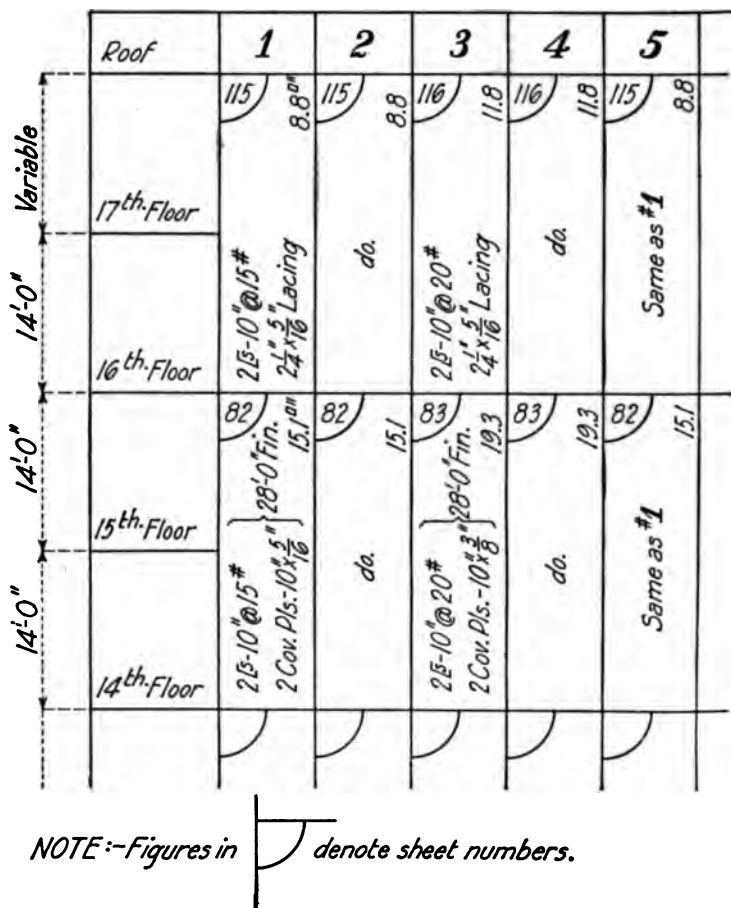 Roof 1 2 3 4 5
115 8.8□" 115 8.8 116 11.8 116 11.8 115 8.8
Variable
17th. Floor
2[s-10"@15#
2 1/4" x 5/16" Lacing
do.
2[s-10"@20#
2 1/4" x 5/16" Lacing
do.
Same as #1
14'-0"
16th. Floor
82 15.1□" 82 15.1 83 19.3 83 19.3 82 15.1
14'-0"
15th. Floor
2[s-10"@15#
2 Cov. Pls.-10" x 5/16"
28'-0" Fin.
do.
2[s-10"@20#
2 Cov. Pls.-10" x 3/8"
28'-0" Fin.
do.
Same as #1
14'-0"
14th. Floor
NOTE:-Figures in denote sheet numbers.